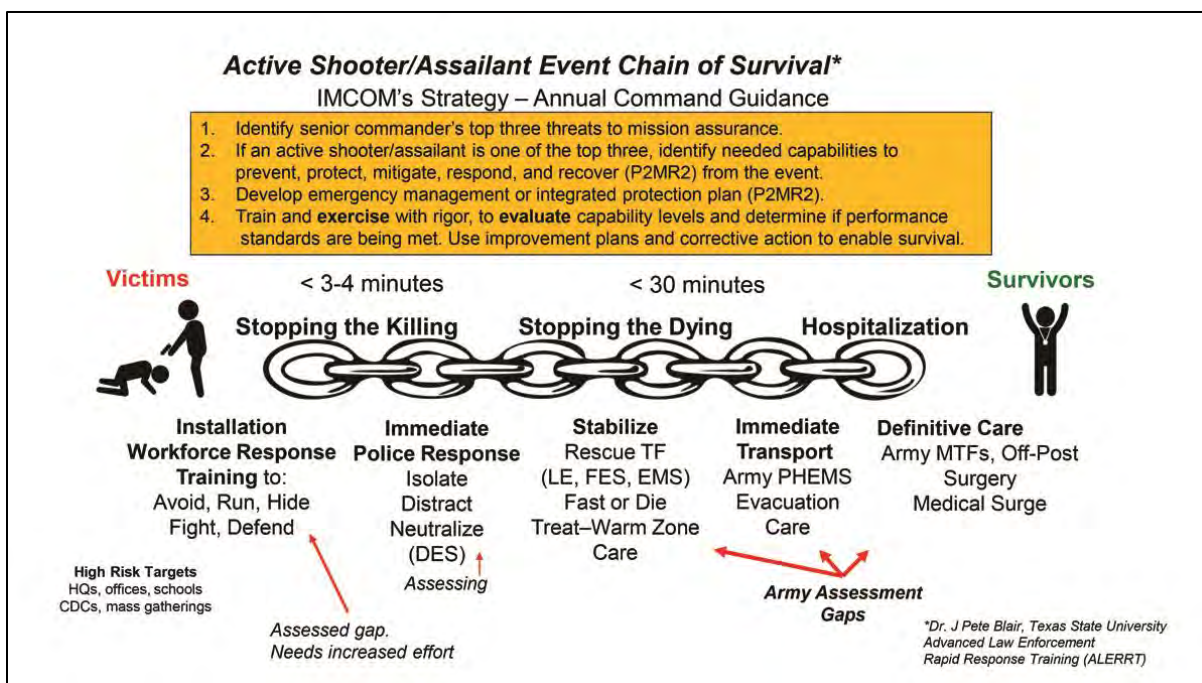 Active Shooter/Assailant Event Chain of Survival*
IMCOM's Strategy – Annual Command Guidance
1. Identify senior commander's top three threats to mission assurance.
2. If an active shooter/assailant is one of the top three, identify needed capabilities to
prevent, protect, mitigate, respond, and recover (P2MR2) from the event.
3. Develop emergency management or integrated protection plan (P2MR2).
4. Train and exercise with rigor, to evaluate capability levels and determine if performance
standards are being met. Use improvement plans and corrective action to enable survival.
Victims
< 3-4 minutes
< 30 minutes
Survivors
Stopping the Killing
Stopping the Dying
Hospitalization
Installation
Workforce Response
Training to:
Avoid, Run, Hide
Fight, Defend
Immediate
Police Response
Isolate
Distract
Neutralize
(DES)
Assessing
Stabilize
Rescue TF
(LE, FES, EMS)
Fast or Die
Treat–Warm Zone
Care
Immediate
Transport
Army PHEMS
Evacuation
Care
Definitive Care
Army MTFs, Off-Post
Surgery
Medical Surge
High Risk Targets
HQs, offices, schools
CDCs, mass gatherings
Assessed gap.
Needs increased effort
Army Assessment
Gaps
*Dr. J Pete Blair, Texas State University
Advanced Law Enforcement
Rapid Response Training (ALERRT)